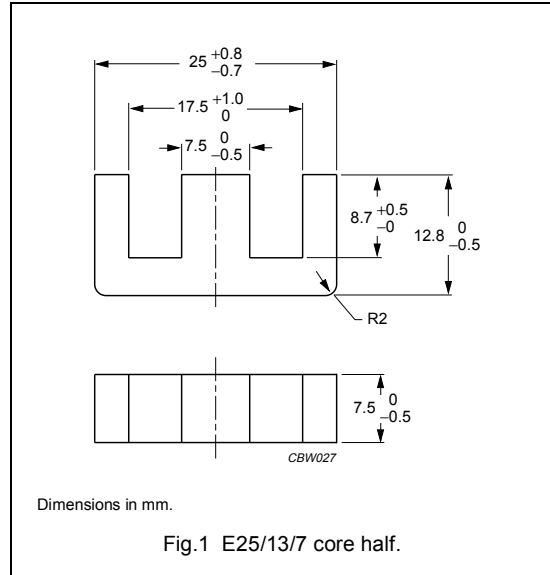 25 +0.8 −0.7
17.5 +1.0 0
7.5 0 −0.5
8.7 +0.5 −0
12.8 0 −0.5
R2
7.5 0 −0.5
CBW027
Dimensions in mm.
Fig.1 E25/13/7 core half.